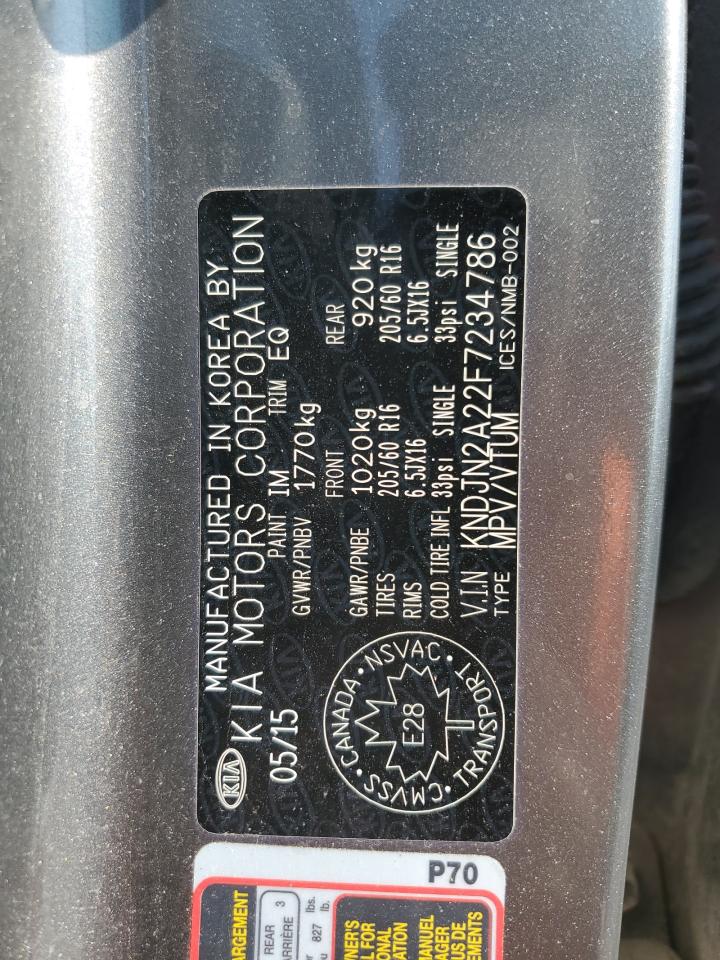 KIA
MANUFACTURED IN KOREA BY
KIA MOTORS CORPORATION
05/15 PAINT IM TRIM EQ
GVWR/PNBV 1770kg
FRONT REAR
GAWR/PNBE 1020kg 920kg
TIRES 205/60 R16 205/60 R16
RIMS 6.5JX16 6.5JX16
COLD TIRE INFL 33psi SINGLE 33psi SINGLE
V.IN KNDJN2A22F7234786
TYPE MPV/VTUM ICES/NMB-002
CANADA · NSVAC · TRANSPORT · CMVSS ·
E28
P70
REAR 3
ARRIÈRE
827 lbs.
lb.